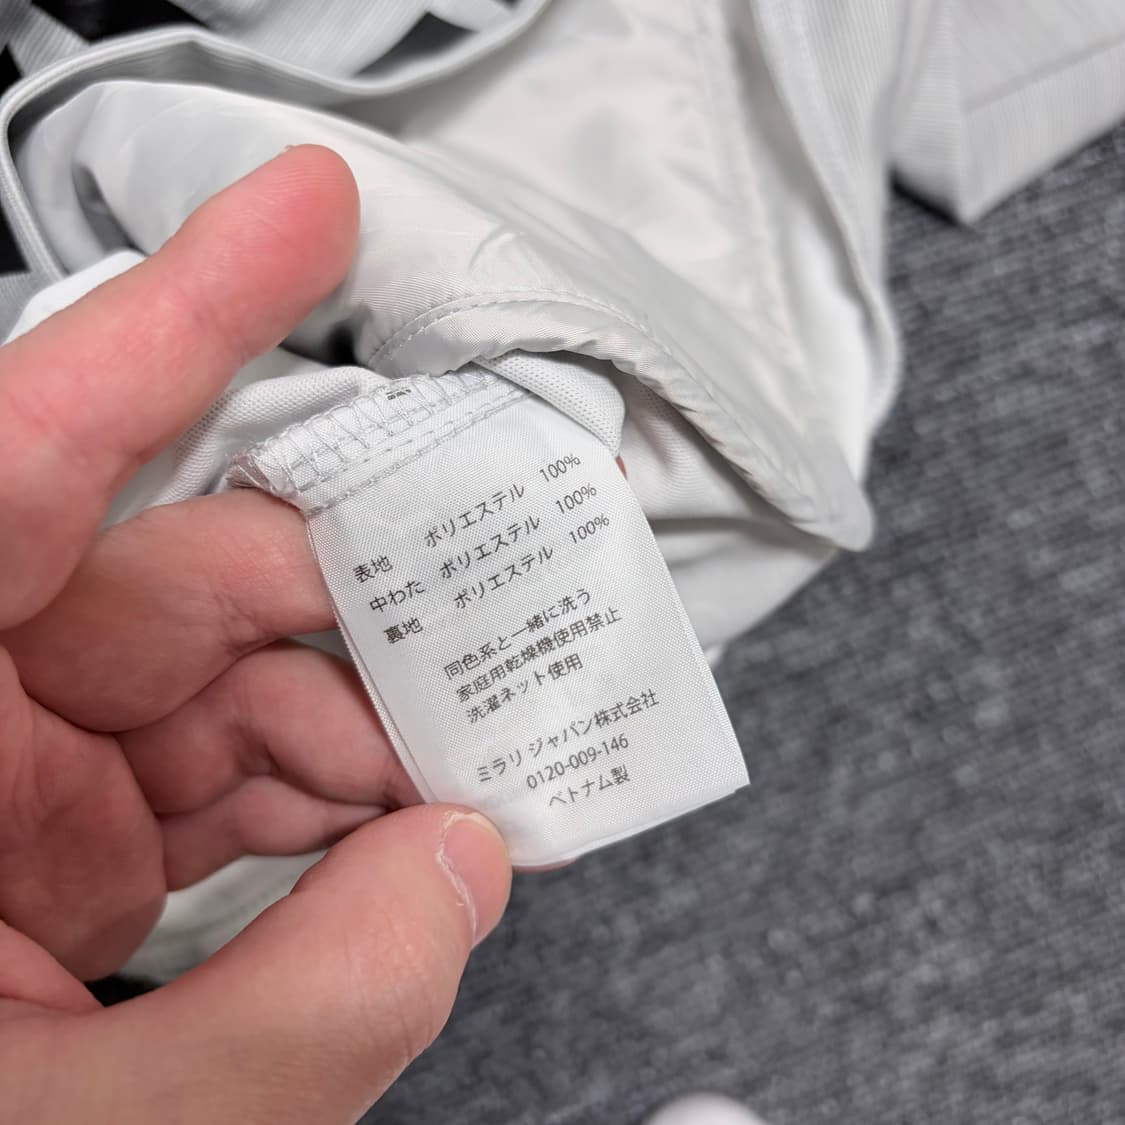 表地 ポリエステル 100%
中わた ポリエステル 100%
裏地 ポリエステル 100%
同色系と一緒に洗う
家庭用乾燥機使用禁止
洗濯ネット使用
ミラリ ジャパン株式会社
0120-009-146
ベトナム製